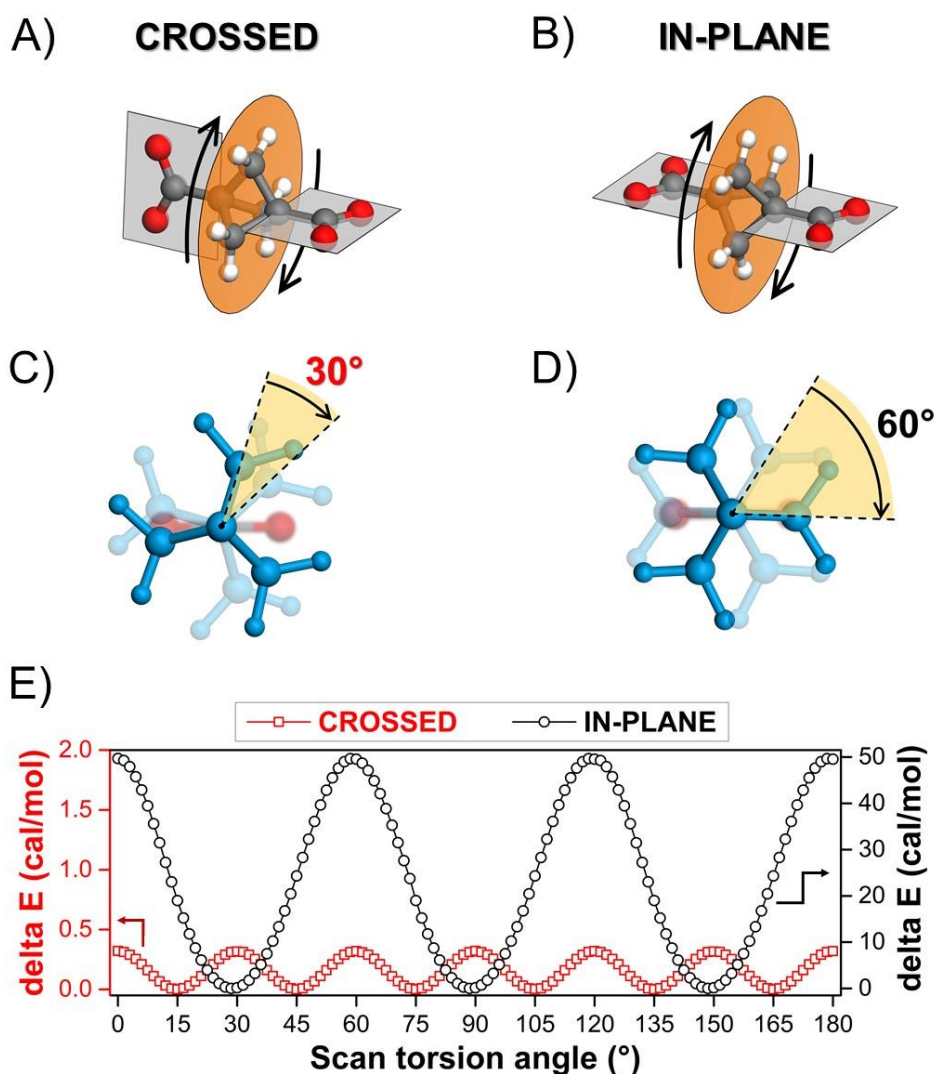 A) CROSSED B) IN-PLANE
C) 30° D) 60°
E)
CROSSED IN-PLANE
delta E (cal/mol)
2.0
1.5
1.0
0.5
0.0
50
40
30
20
10
0
delta E (cal/mol)
0 15 30 45 60 75 90 105 120 135 150 165 180
Scan torsion angle (°)